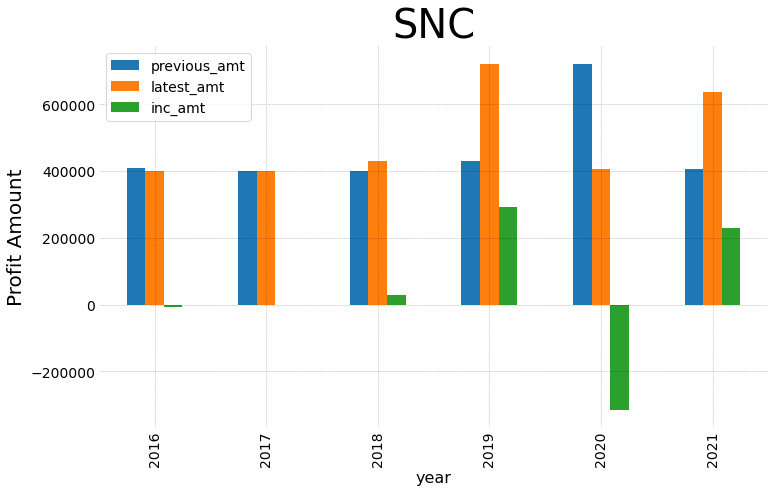 SNC
previous_amt
latest_amt
inc_amt
Profit Amount
600000
400000
200000
0
−200000
2016
2017
2018
2019
2020
2021
year